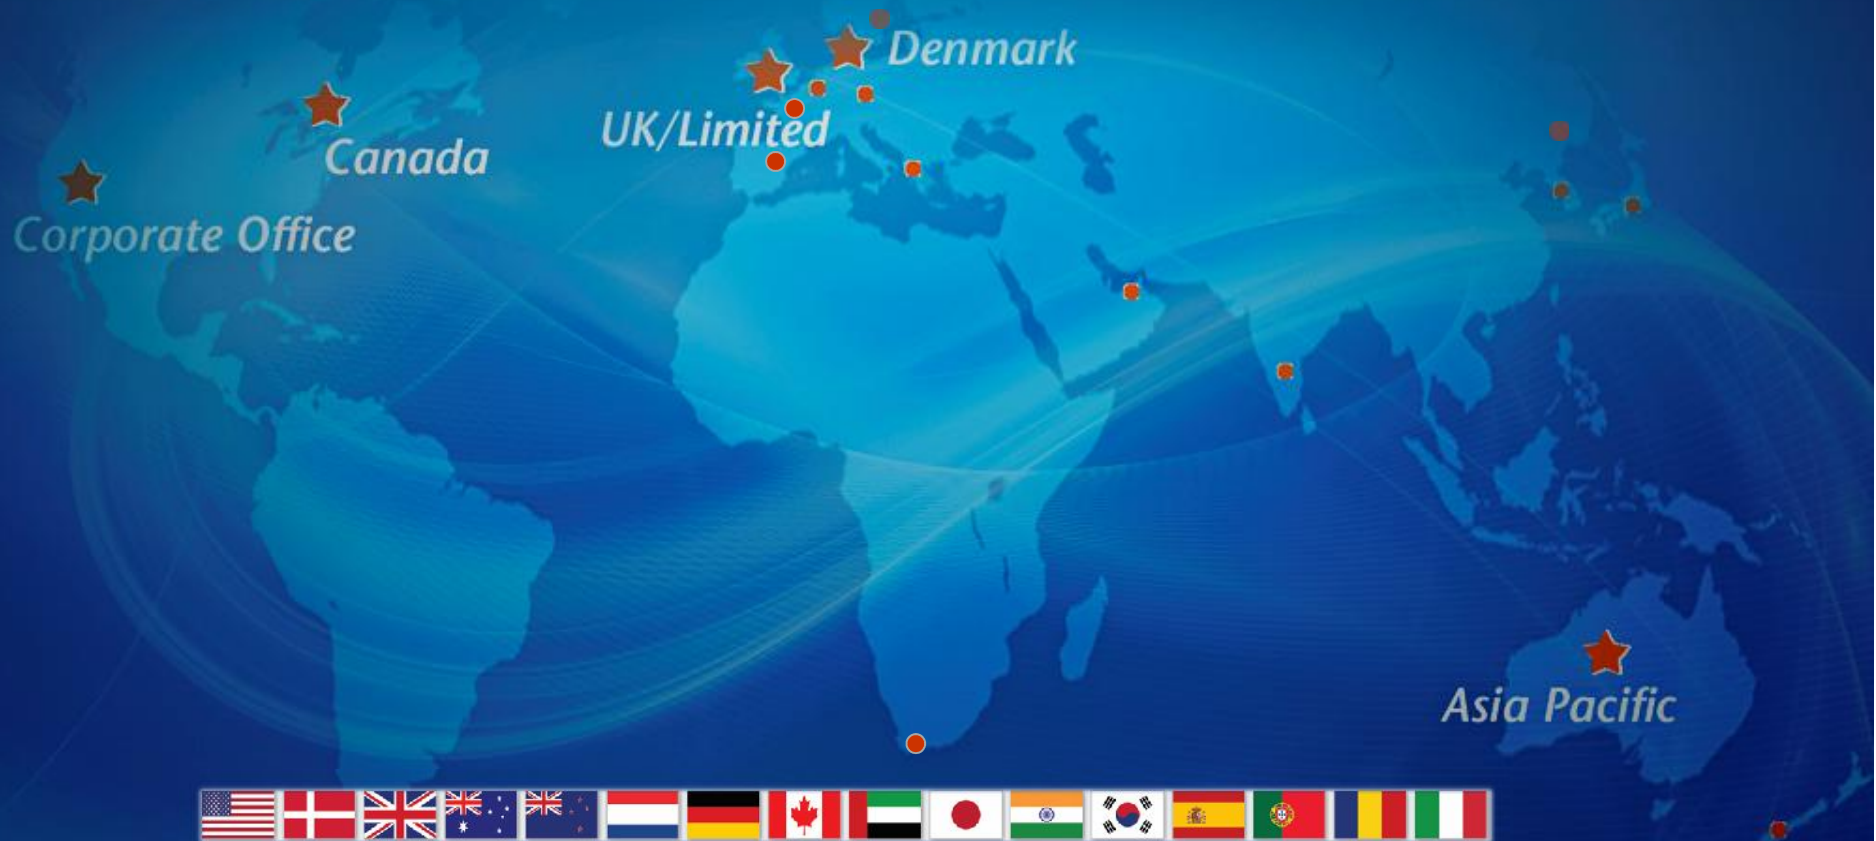 Denmark
UK/Limited
Canada
Corporate Office
Asia Pacific